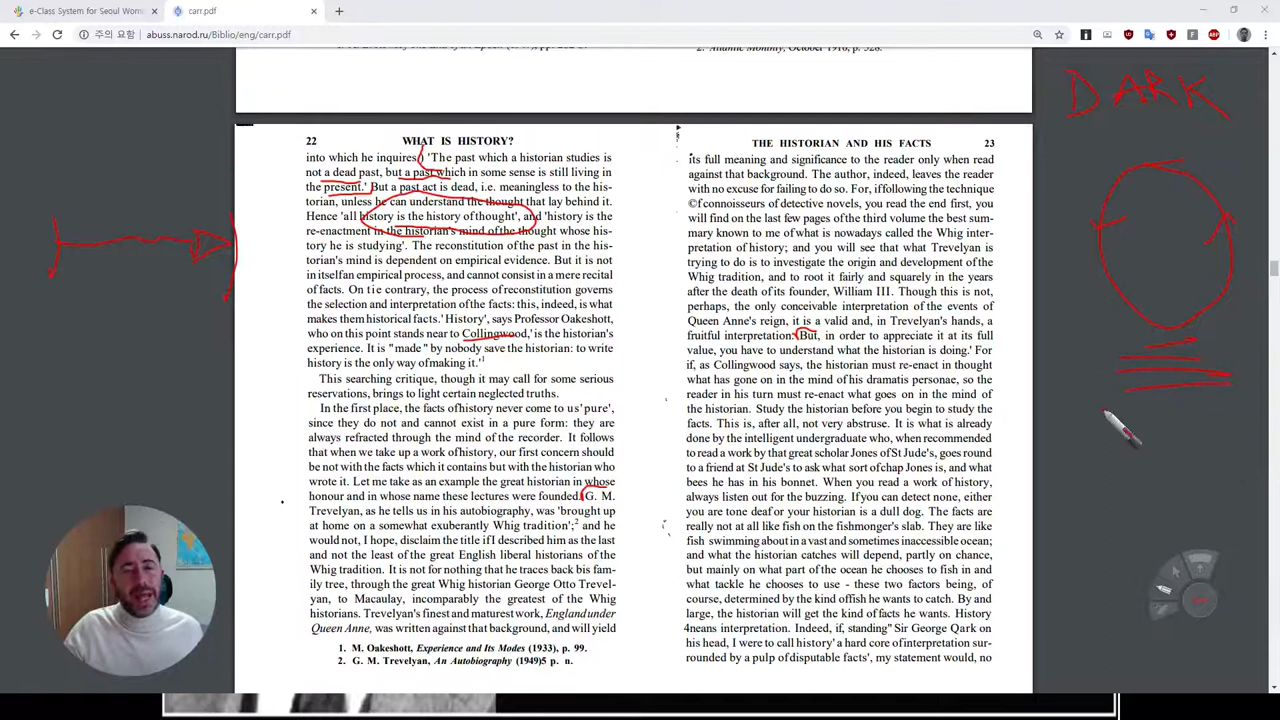 e-Class System for Seoul Wom
carr.pdf
주의 요함
abuss.narod.ru/Biblio/eng/carr.pdf
2. Atlantic Monthly, October 1910, p. 528.
DARK
22 WHAT IS HISTORY?
into which he inquires.) 'The past which a historian studies is
not a dead past, but a past which in some sense is still living in
the present.' But a past act is dead, i.e. meaningless to the his-
torian, unless he can understand the thought that lay behind it.
Hence 'all history is the history of thought', and 'history is the
re-enactment in the historian's mind of the thought whose his-
tory he is studying'. The reconstitution of the past in the his-
torian's mind is dependent on empirical evidence. But it is not
in itselfan empirical process, and cannot consist in a mere recital
of facts. On tie contrary, the process of reconstitution governs
the selection and interpretation of the facts: this, indeed, is what
makes them historical facts.' History', says Professor Oakeshott,
who on this point stands near to Collingwood,' is the historian's
experience. It is "made" by nobody save the historian: to write
history is the only way of making it.'1
This searching critique, though it may call for some serious
reservations, brings to light certain neglected truths.
In the first place, the facts of history never come to us'pure',
since they do not and cannot exist in a pure form: they are
always refracted through the mind of the recorder. It follows
that when we take up a work of history, our first concern should
be not with the facts which it contains but with the historian who
wrote it. Let me take as an example the great historian in whose
honour and in whose name these lectures were founded. G. M.
Trevelyan, as he tells us in his autobiography, was 'brought up
at home on a somewhat exuberantly Whig tradition';2 and he
would not, I hope, disclaim the title if I described him as the last
and not the least of the great English liberal historians of the
Whig tradition. It is not for nothing that he traces back bis fam-
ily tree, through the great Whig historian George Otto Trevel-
yan, to Macaulay, incomparably the greatest of the Whig
historians. Trevelyan's finest and maturest work, England under
Queen Anne, was written against that background, and will yield
1. M. Oakeshott, Experience and Its Modes (1933), p. 99.
2. G. M. Trevelyan, An Autobiography (1949)5 p. n.
THE HISTORIAN AND HIS FACTS 23
its full meaning and significance to the reader only when read
against that background. The author, indeed, leaves the reader
with no excuse for failing to do so. For, iffollowing the technique
©f connoisseurs of detective novels, you read the end first, you
will find on the last few pages of the third volume the best sum-
mary known to me of what is nowadays called the Whig inter-
pretation of history; and you will see that what Trevelyan is
trying to do is to investigate the origin and development of the
Whig tradition, and to root it fairly and squarely in the years
after the death of its founder, William III. Though this is not,
perhaps, the only conceivable interpretation of the events of
Queen Anne's reign, it is a valid and, in Trevelyan's hands, a
fruitful interpretation. But, in order to appreciate it at its full
value, you have to understand what the historian is doing.' For
if, as Collingwood says, the historian must re-enact in thought
what has gone on in the mind of his dramatis personae, so the
reader in his turn must re-enact what goes on in the mind of
the historian. Study the historian before you begin to study the
facts. This is, after all, not very abstruse. It is what is already
done by the intelligent undergraduate who, when recommended
to read a work by that great scholar Jones of St Jude's, goes round
to a friend at St Jude's to ask what sort of chap Jones is, and what
bees he has in his bonnet. When you read a work of history,
always listen out for the buzzing. If you can detect none, either
you are tone deaf or your historian is a dull dog. The facts are
really not at all like fish on the fishmonger's slab. They are like
fish swimming about in a vast and sometimes inaccessible ocean;
and what the historian catches will depend, partly on chance,
but mainly on what part of the ocean he chooses to fish in and
what tackle he chooses to use - these two factors being, of
course, determined by the kind offish he wants to catch. By and
large, the historian will get the kind of facts he wants. History
4neans interpretation. Indeed, if, standing" Sir George Qark on
his head, I were to call history' a hard core of interpretation sur-
rounded by a pulp of disputable facts', my statement would, no